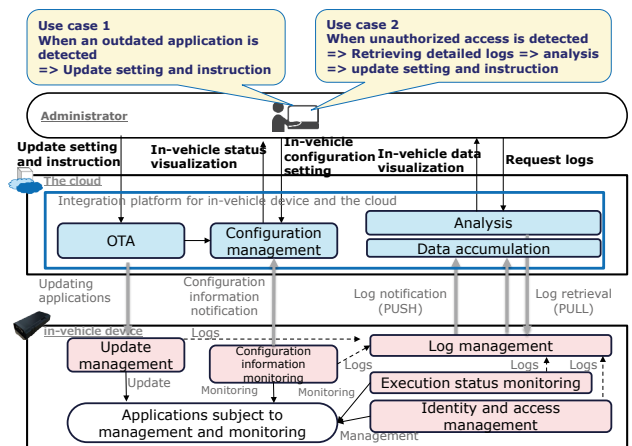 Use case 1
When an outdated application is
detected
=> Update setting and instruction
Use case 2
When unauthorized access is detected
=> Retrieving detailed logs => analysis
=> update setting and instruction
Administrator
Update setting
and instruction
In-vehicle status
visualization
In-vehicle
configuration
setting
In-vehicle data
visualization
Request logs
The cloud
Integration platform for in-vehicle device and the cloud
OTA
Configuration
management
Analysis
Data accumulation
Updating
applications
Configuration
information
notification
Log notification
(PUSH)
Log retrieval
(PULL)
in-vehicle device
Logs
Update
management
Configuration
information
monitoring
Logs
Log management
Logs
Logs
Update
Monitoring
Monitoring
Execution status monitoring
Applications subject to
management and monitoring
Identity and access
management
Management